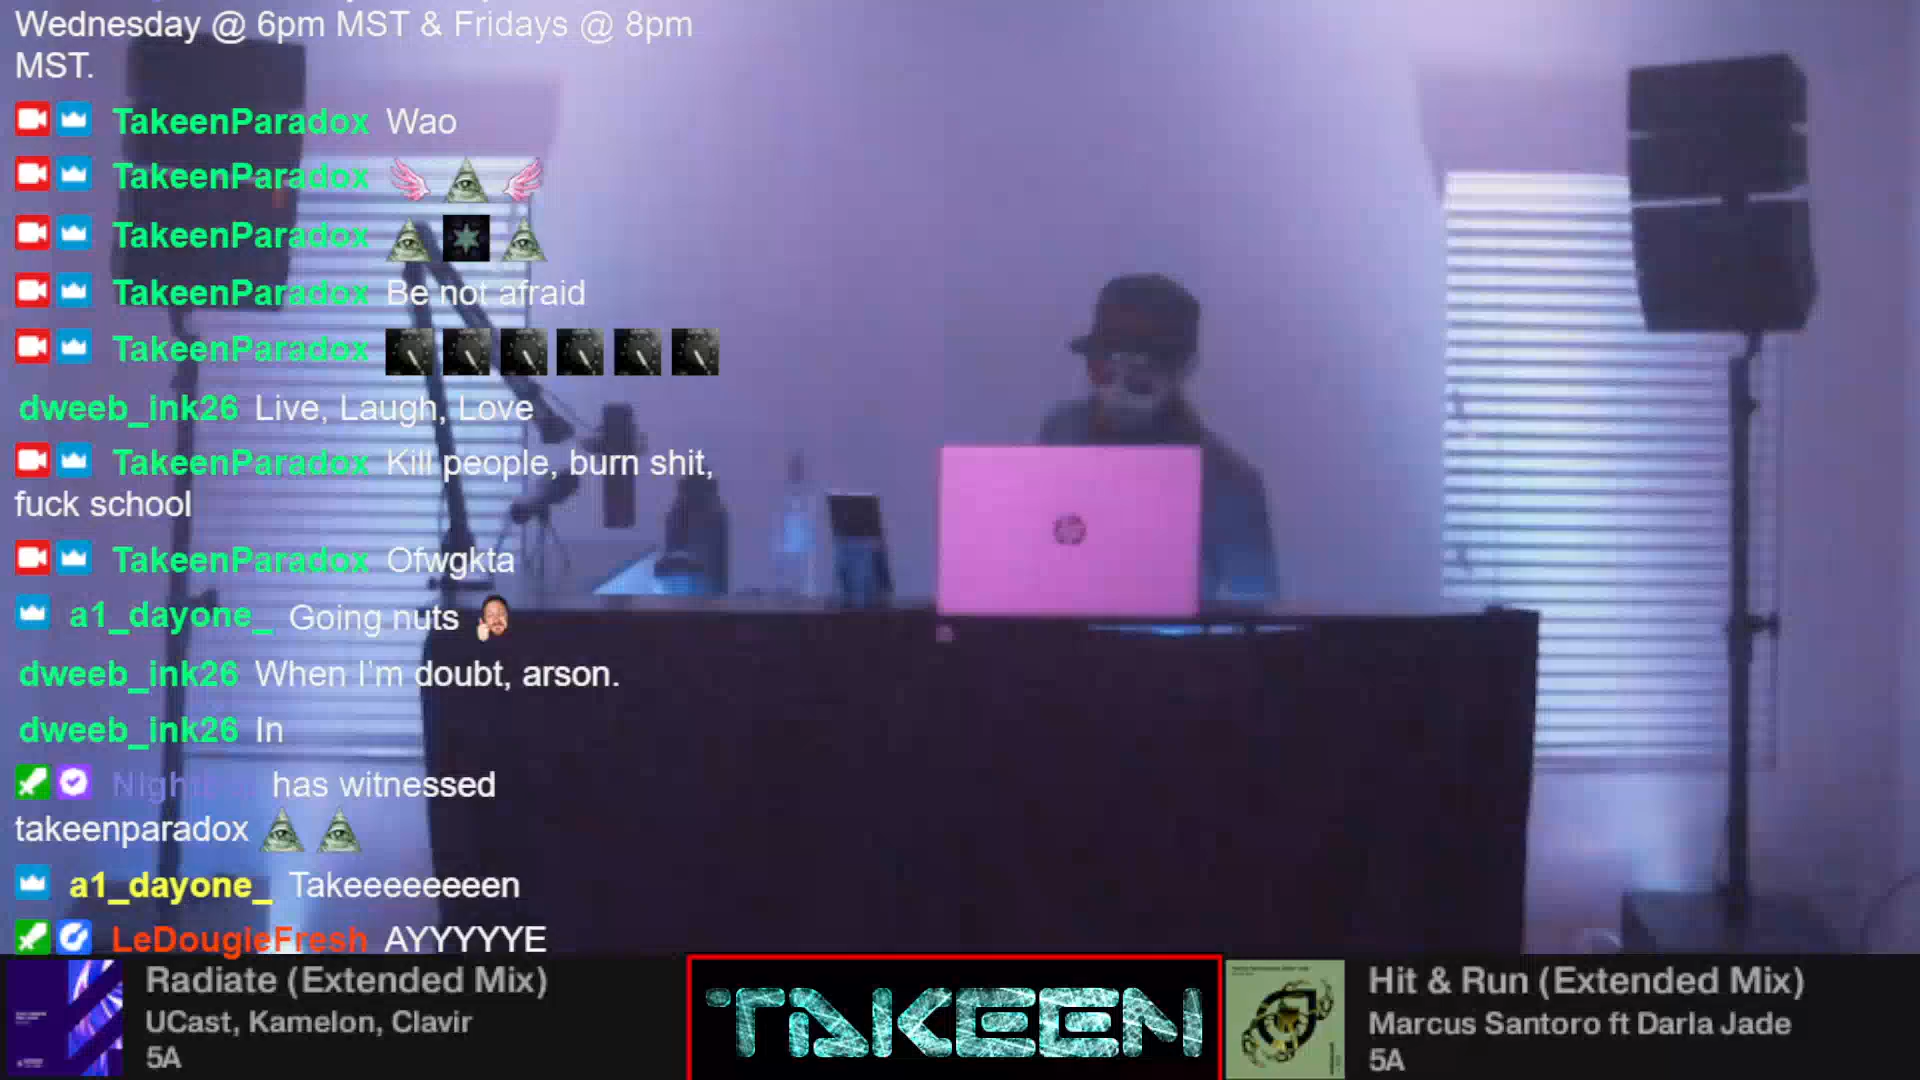 Wednesday @ 6pm MST & Fridays @ 8pm
MST.
TakeenParadox Wao
TakeenParadox
TakeenParadox
TakeenParadox Be not afraid
TakeenParadox
dweeb_ink26 Live, Laugh, Love
TakeenParadox Kill people, burn shit,
fuck school
TakeenParadox Ofwgkta
a1_dayone_ Going nuts
dweeb_ink26 When I'm doubt, arson.
dweeb_ink26 In
has witnessed
takeenparadox
a1_dayone_ Takeeeeeeeen
LeDougieFresh AYYYYYE
Radiate (Extended Mix)
UCast, Kamelon, Clavir
5A
TAKEEN
Hit & Run (Extended Mix)
Marcus Santoro ft Darla Jade
5A